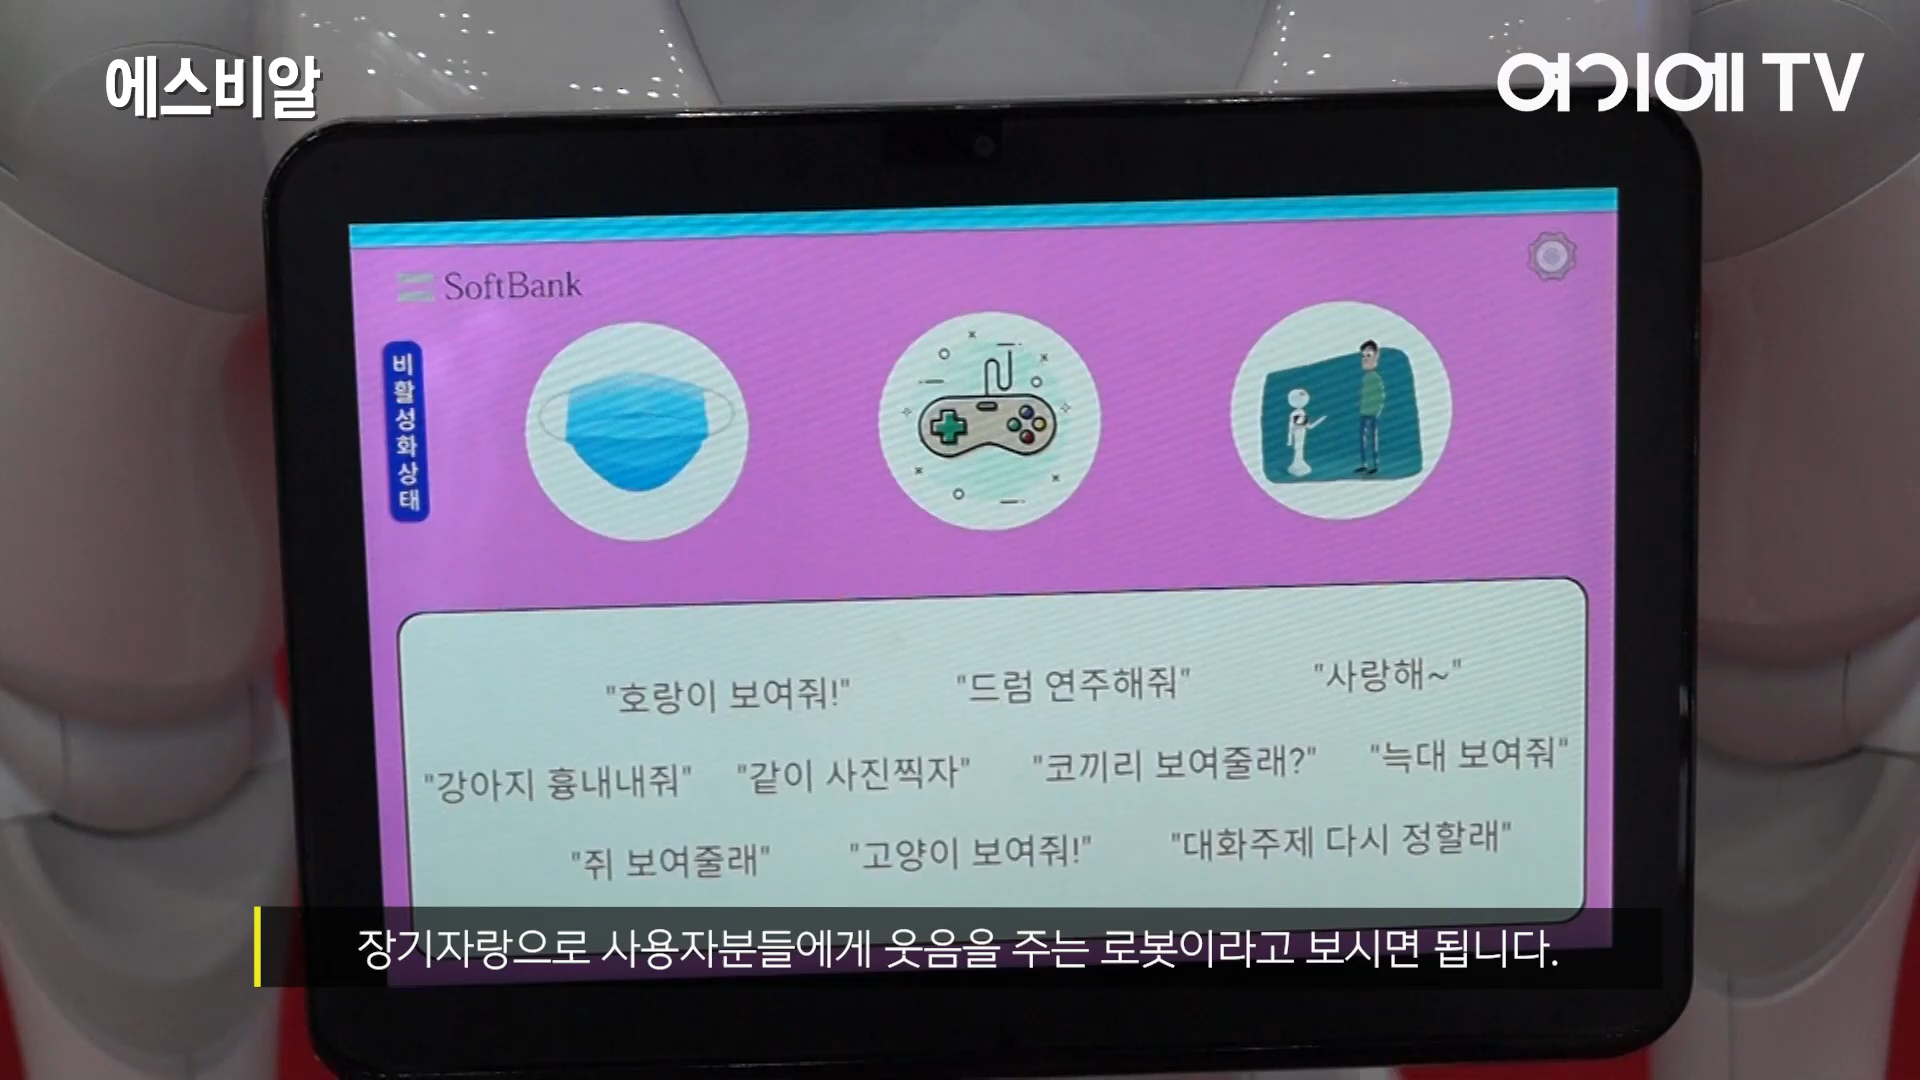 에스비알
여기에 TV
SoftBank
비활성화상태
"호랑이 보여줘!" "드럼 연주해줘" "사랑해~"
"강아지 흉내내줘" "같이 사진찍자" "코끼리 보여줄래?" "늑대 보여줘"
"쥐 보여줄래" "고양이 보여줘!" "대화주제 다시 정할래"
장기자랑으로 사용자분들에게 웃음을 주는 로봇이라고 보시면 됩니다.